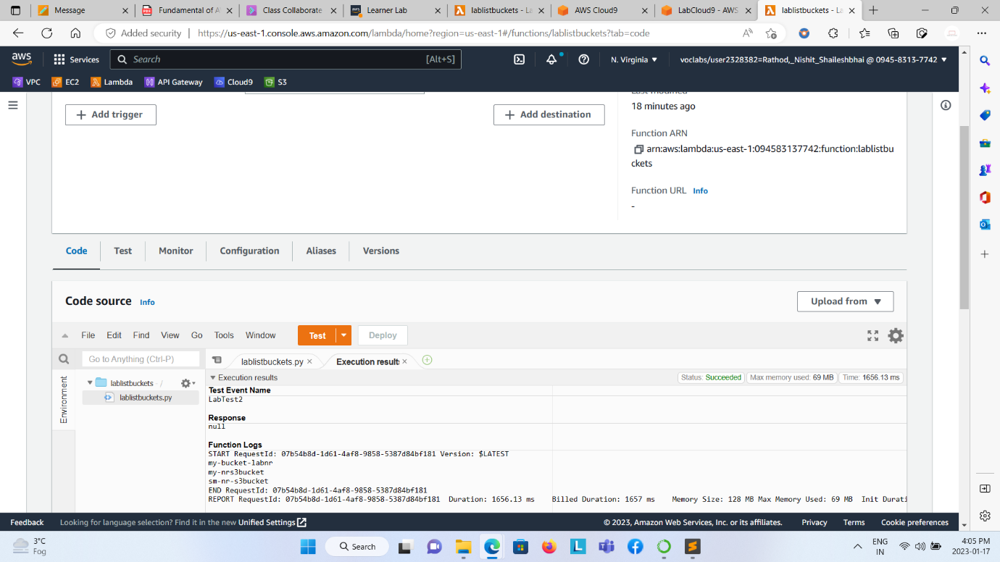 Message
Fundamental of A
Class Collaborate
Learner Lab
lablistbuckets - La
AWS Cloud9
LabCloud9 - AWS
lablistbuckets - La
Added security
https://us-east-1.console.aws.amazon.com/lambda/home?region=us-east-1#/functions/lablistbuckets?tab=code
aws
Services
Search
[Alt+S]
N. Virginia
voclabs/user2328382=Rathod,_Nishit_Shaileshbhai @ 0945-8313-7742
VPC
EC2
Lambda
API Gateway
Cloud9
S3
Add trigger
Add destination
Last modified
18 minutes ago
Function ARN
arn:aws:lambda:us-east-1:094583137742:function:lablistbu
ckets
Function URL Info
-
Code
Test
Monitor
Configuration
Aliases
Versions
Code source Info
Upload from
File
Edit
Find
View
Go
Tools
Window
Test
Deploy
Go to Anything (Ctrl-P)
lablistbuckets.py
Execution result:
Environment
lablistbuckets - /
lablistbuckets.py
Execution results
Status: Succeeded
Max memory used: 69 MB
Time: 1656.13 ms
Test Event Name
LabTest2
Response
null
Function Logs
START RequestId: 07b54b8d-1d61-4af8-9858-5387d84bf181 Version: $LATEST
my-bucket-labnr
my-nrs3bucket
sm-nr-s3bucket
END RequestId: 07b54b8d-1d61-4af8-9858-5387d84bf181
REPORT RequestId: 07b54b8d-1d61-4af8-9858-5387d84bf181 Duration: 1656.13 ms Billed Duration: 1657 ms Memory Size: 128 MB Max Memory Used: 69 MB Init Durati
Feedback
Looking for language selection? Find it in the new Unified Settings
© 2023, Amazon Web Services, Inc. or its affiliates.
Privacy
Terms
Cookie preferences
3°C
Fog
Search
ENG
IN
4:05 PM
2023-01-17